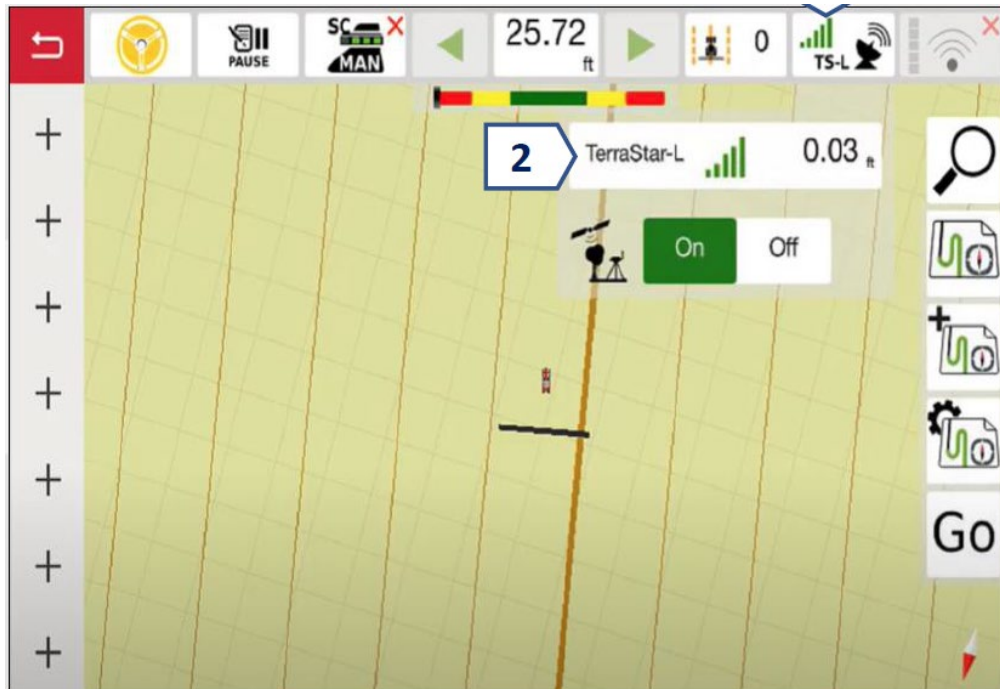 PAUSE
SC
MAN
25.72
ft
0
TS-L
2
TerraStar-L
0.03 ft
On
Off
Go